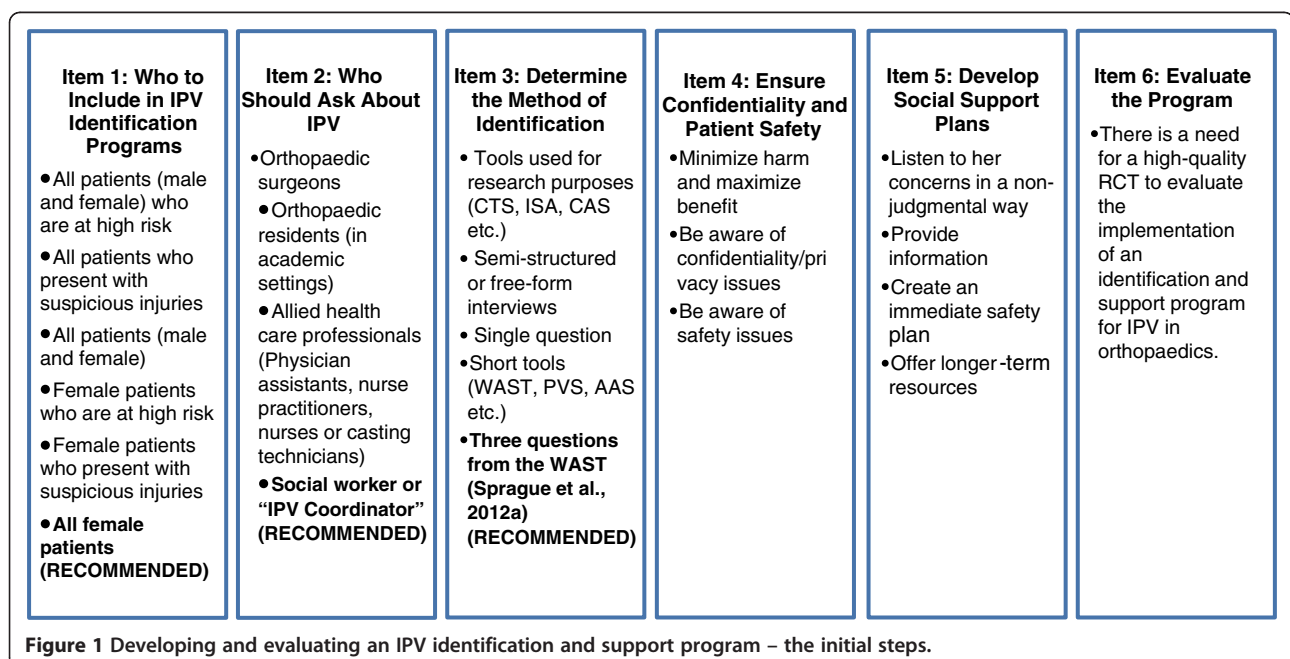 Item 1: Who to
Include in IPV
Identification
Programs
●All patients (male
and female) who
are at high risk
●All patients who
present with
suspicious injuries
●All patients (male
and female)
●Female patients
who are at high risk
●Female patients
who present with
suspicious injuries
●All female
patients
(RECOMMENDED)
Item 2: Who
Should Ask About
IPV
•Orthopaedic
surgeons
●Orthopaedic
residents (in
academic
settings)
●Allied health
care professionals
(Physician
assistants, nurse
practitioners,
nurses or casting
technicians)
●Social worker or
“IPV Coordinator”
(RECOMMENDED)
Item 3: Determine
the Method of
Identification
• Tools used for
research purposes
(CTS, ISA, CAS
etc.)
• Semi-structured
or free-form
interviews
• Single question
•Short tools
(WAST, PVS, AAS
etc.)
•Three questions
from the WAST
(Sprague et al.,
2012a)
(RECOMMENDED)
Item 4: Ensure
Confidentiality and
Patient Safety
•Minimize harm
and maximize
benefit
•Be aware of
confidentiality/pri
vacy issues
•Be aware of
safety issues
Item 5: Develop
Social Support
Plans
•Listen to her
concerns in a non-
judgmental way
•Provide
information
•Create an
immediate safety
plan
•Offer longer-term
resources
Item 6: Evaluate
the Program
•There is a need
for a high-quality
RCT to evaluate
the
implementation
of an
identification and
support program
for IPV in
orthopaedics.
Figure 1 Developing and evaluating an IPV identification and support program – the initial steps.